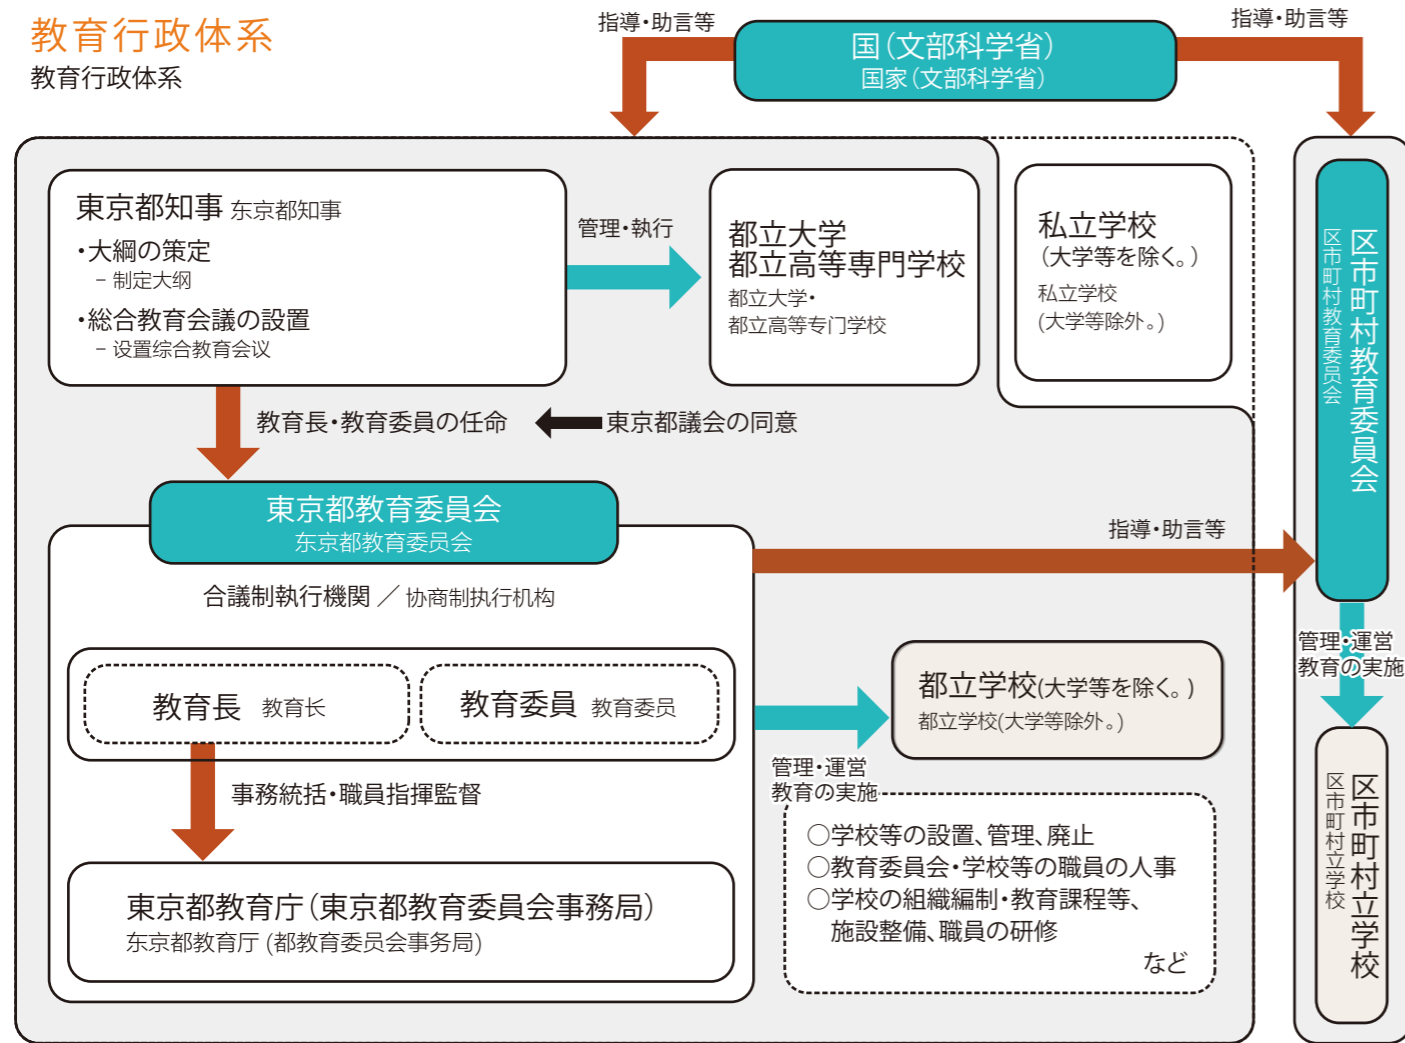 教育行政体系
教育行政体系
指導・助言等
国（文部科学省）
国家（文部科学省）
指導・助言等
東京都知事 东京都知事
・大綱の策定
– 制定大纲
・総合教育会議の設置
– 设置综合教育会议
管理・執行
都立大学
都立高等専門学校
都立大学・
都立高等专门学校
私立学校
（大学等を除く。）
私立学校
(大学等除外。)
教育長・教育委員の任命
東京都議会の同意
東京都教育委員会
东京都教育委员会
合議制執行機関 ／ 协商制执行机构
教育長 教育长
教育委員 教育委员
事務統括・職員指揮監督
東京都教育庁（東京都教育委員会事務局）
东京都教育厅 (都教育委员会事务局)
指導・助言等
都立学校(大学等を除く。)
都立学校(大学等除外。)
管理・運営
教育の実施
○学校等の設置、管理、廃止
○教育委員会・学校等の職員の人事
○学校の組織編制・教育課程等、
施設整備、職員の研修
など
区市町村教育委員会
区市町村教育委员会
管理・運営
教育の実施
区市町村立学校
区市町村立学校